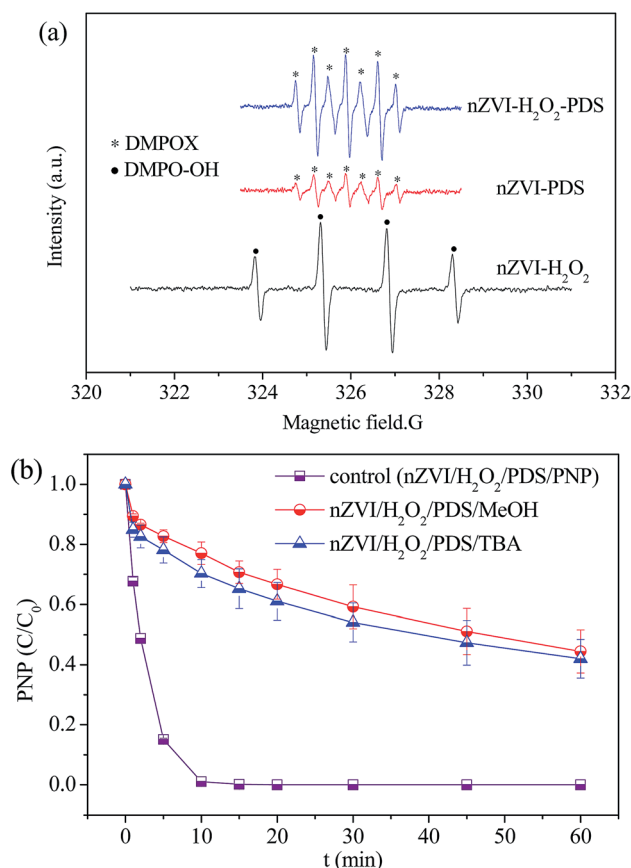 (a)
nZVI-H₂O₂-PDS
* DMPOX
● DMPO-OH
nZVI-PDS
nZVI-H₂O₂
* * * * * * *
* * * * * * *
● ● ● ●
Intensity (a.u.)
320 322 324 326 328 330 332
Magnetic field.G
(b)
control (nZVI/H₂O₂/PDS/PNP)
nZVI/H₂O₂/PDS/MeOH
nZVI/H₂O₂/PDS/TBA
PNP (C/C₀)
1.0
0.8
0.6
0.4
0.2
0.0
0 10 20 30 40 50 60
t (min)